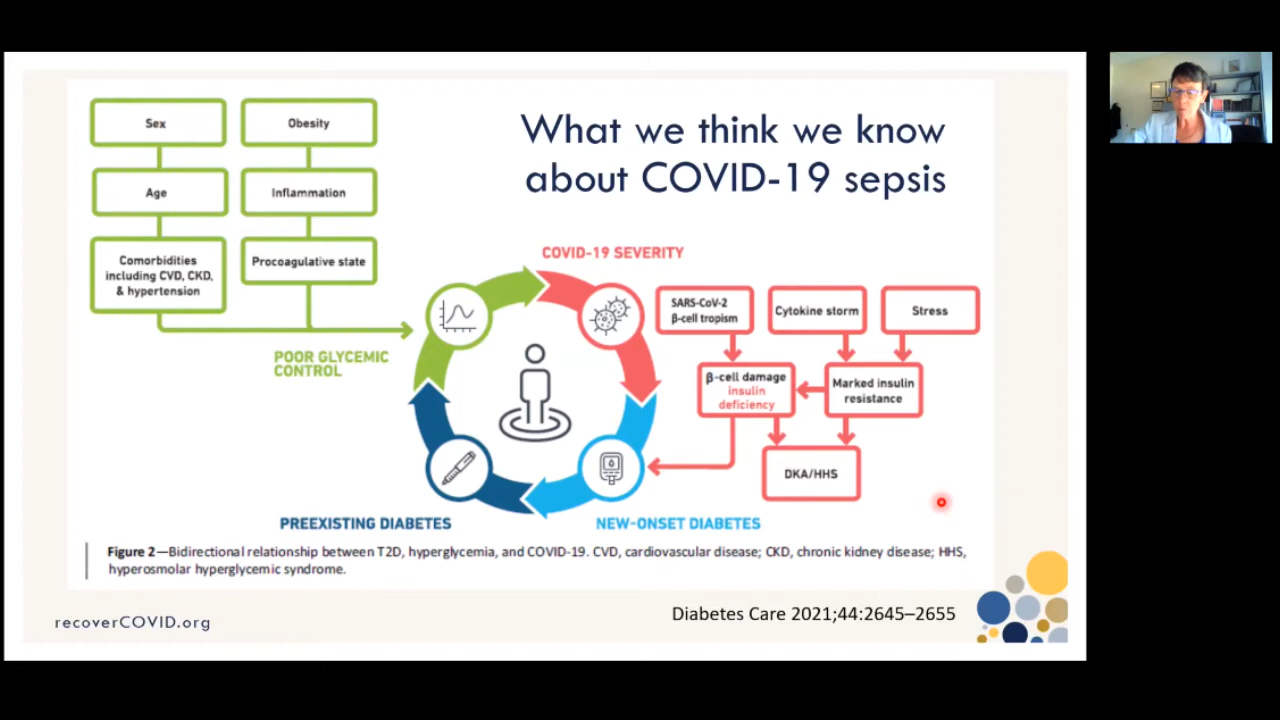 What we think we know
about COVID-19 sepsis
Sex
Obesity
Age
Inflammation
Comorbidities
including CVD, CKD,
& hypertension
Procoagulative state
POOR GLYCEMIC
CONTROL
COVID-19 SEVERITY
SARS-CoV-2
β-cell tropism
Cytokine storm
Stress
β-cell damage
insulin
deficiency
Marked insulin
resistance
DKA/HHS
PREEXISTING DIABETES
NEW-ONSET DIABETES
Figure 2—Bidirectional relationship between T2D, hyperglycemia, and COVID-19. CVD, cardiovascular disease; CKD, chronic kidney disease; HHS,
hyperosmolar hyperglycemic syndrome.
recoverCOVID.org
Diabetes Care 2021;44:2645–2655